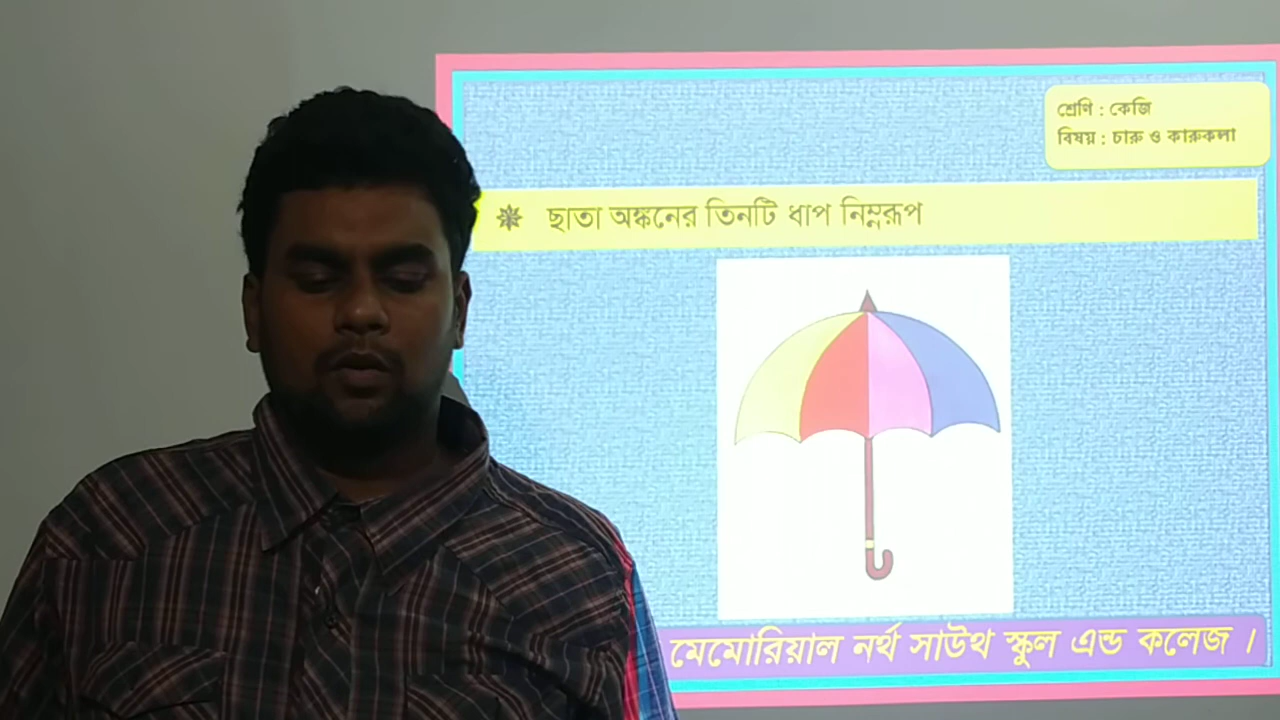 শ্রেণি : কেজি
বিষয় : চারু ও কারুকলা
ছাতা অঙ্কনের তিনটি ধাপ নিম্নরূপ
মেমোরিয়াল নর্থ সাউথ স্কুল এন্ড কলেজ ।